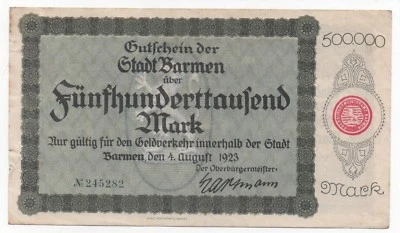 Gutschein der
Stadt Barmen
über
Fünfhunderttausend
Mark
Nur gültig für den Geldverkehr innerhalb der Stadt
Barmen, den 4. August 1923
Der Oberbürgermeister:
Hartmann
№ 245282
500.000
Mark